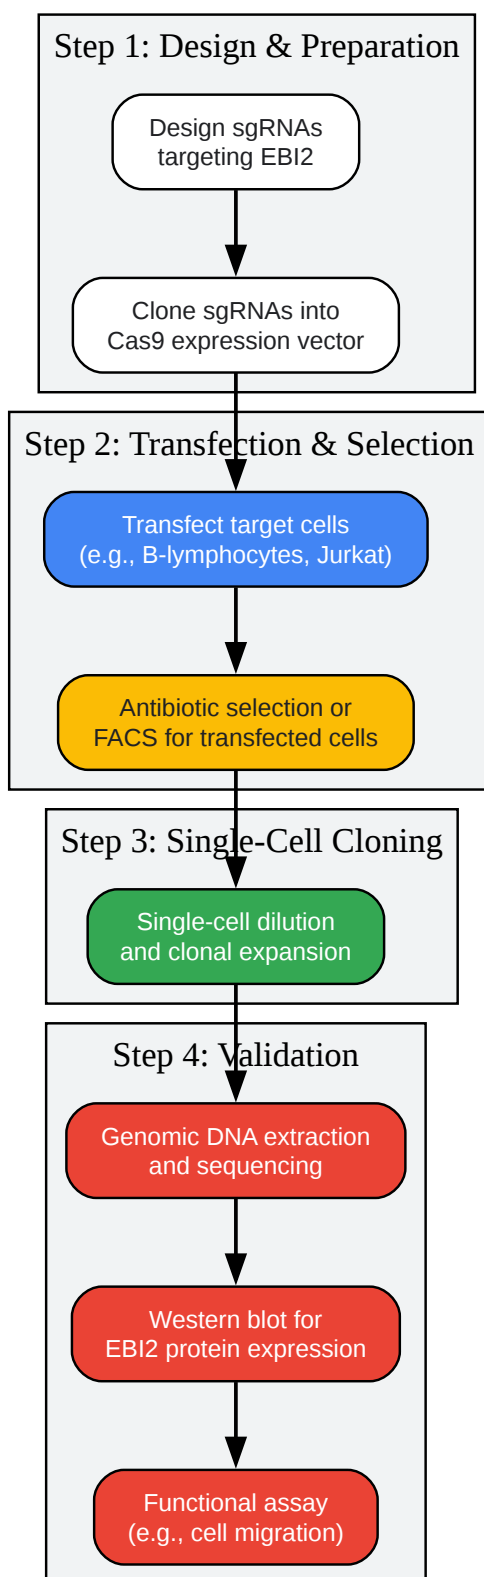 Step 1: Design & Preparation
Design sgRNAs
targeting EBI2
Clone sgRNAs into
Cas9 expression vector
Step 2: Transfection & Selection
Transfect target cells
(e.g., B-lymphocytes, Jurkat)
Antibiotic selection or
FACS for transfected cells
Step 3: Single-Cell Cloning
Single-cell dilution
and clonal expansion
Step 4: Validation
Genomic DNA extraction
and sequencing
Western blot for
EBI2 protein expression
Functional assay
(e.g., cell migration)